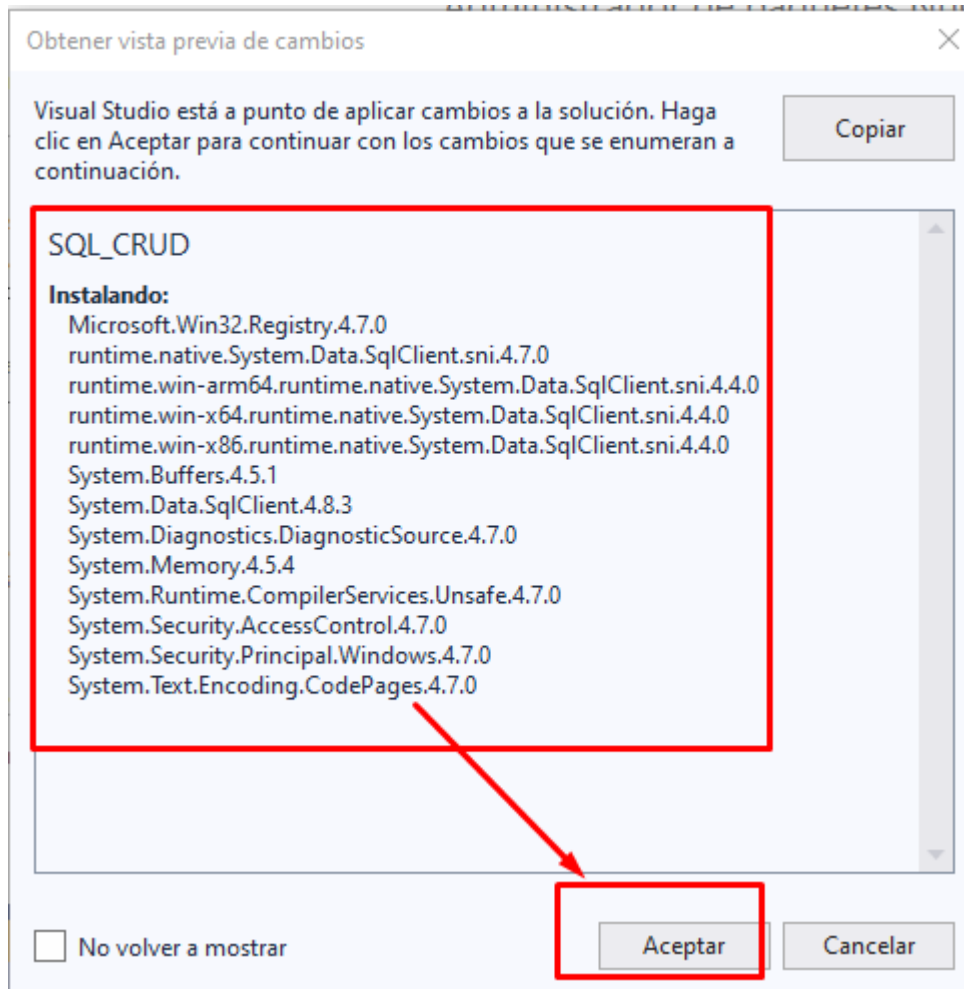 Obtener vista previa de cambios
Visual Studio está a punto de aplicar cambios a la solución. Haga
clic en Aceptar para continuar con los cambios que se enumeran a
continuación.
Copiar
SQL_CRUD
Instalando:
Microsoft.Win32.Registry.4.7.0
runtime.native.System.Data.SqlClient.sni.4.7.0
runtime.win-arm64.runtime.native.System.Data.SqlClient.sni.4.4.0
runtime.win-x64.runtime.native.System.Data.SqlClient.sni.4.4.0
runtime.win-x86.runtime.native.System.Data.SqlClient.sni.4.4.0
System.Buffers.4.5.1
System.Data.SqlClient.4.8.3
System.Diagnostics.DiagnosticSource.4.7.0
System.Memory.4.5.4
System.Runtime.CompilerServices.Unsafe.4.7.0
System.Security.AccessControl.4.7.0
System.Security.Principal.Windows.4.7.0
System.Text.Encoding.CodePages.4.7.0
No volver a mostrar
Aceptar
Cancelar